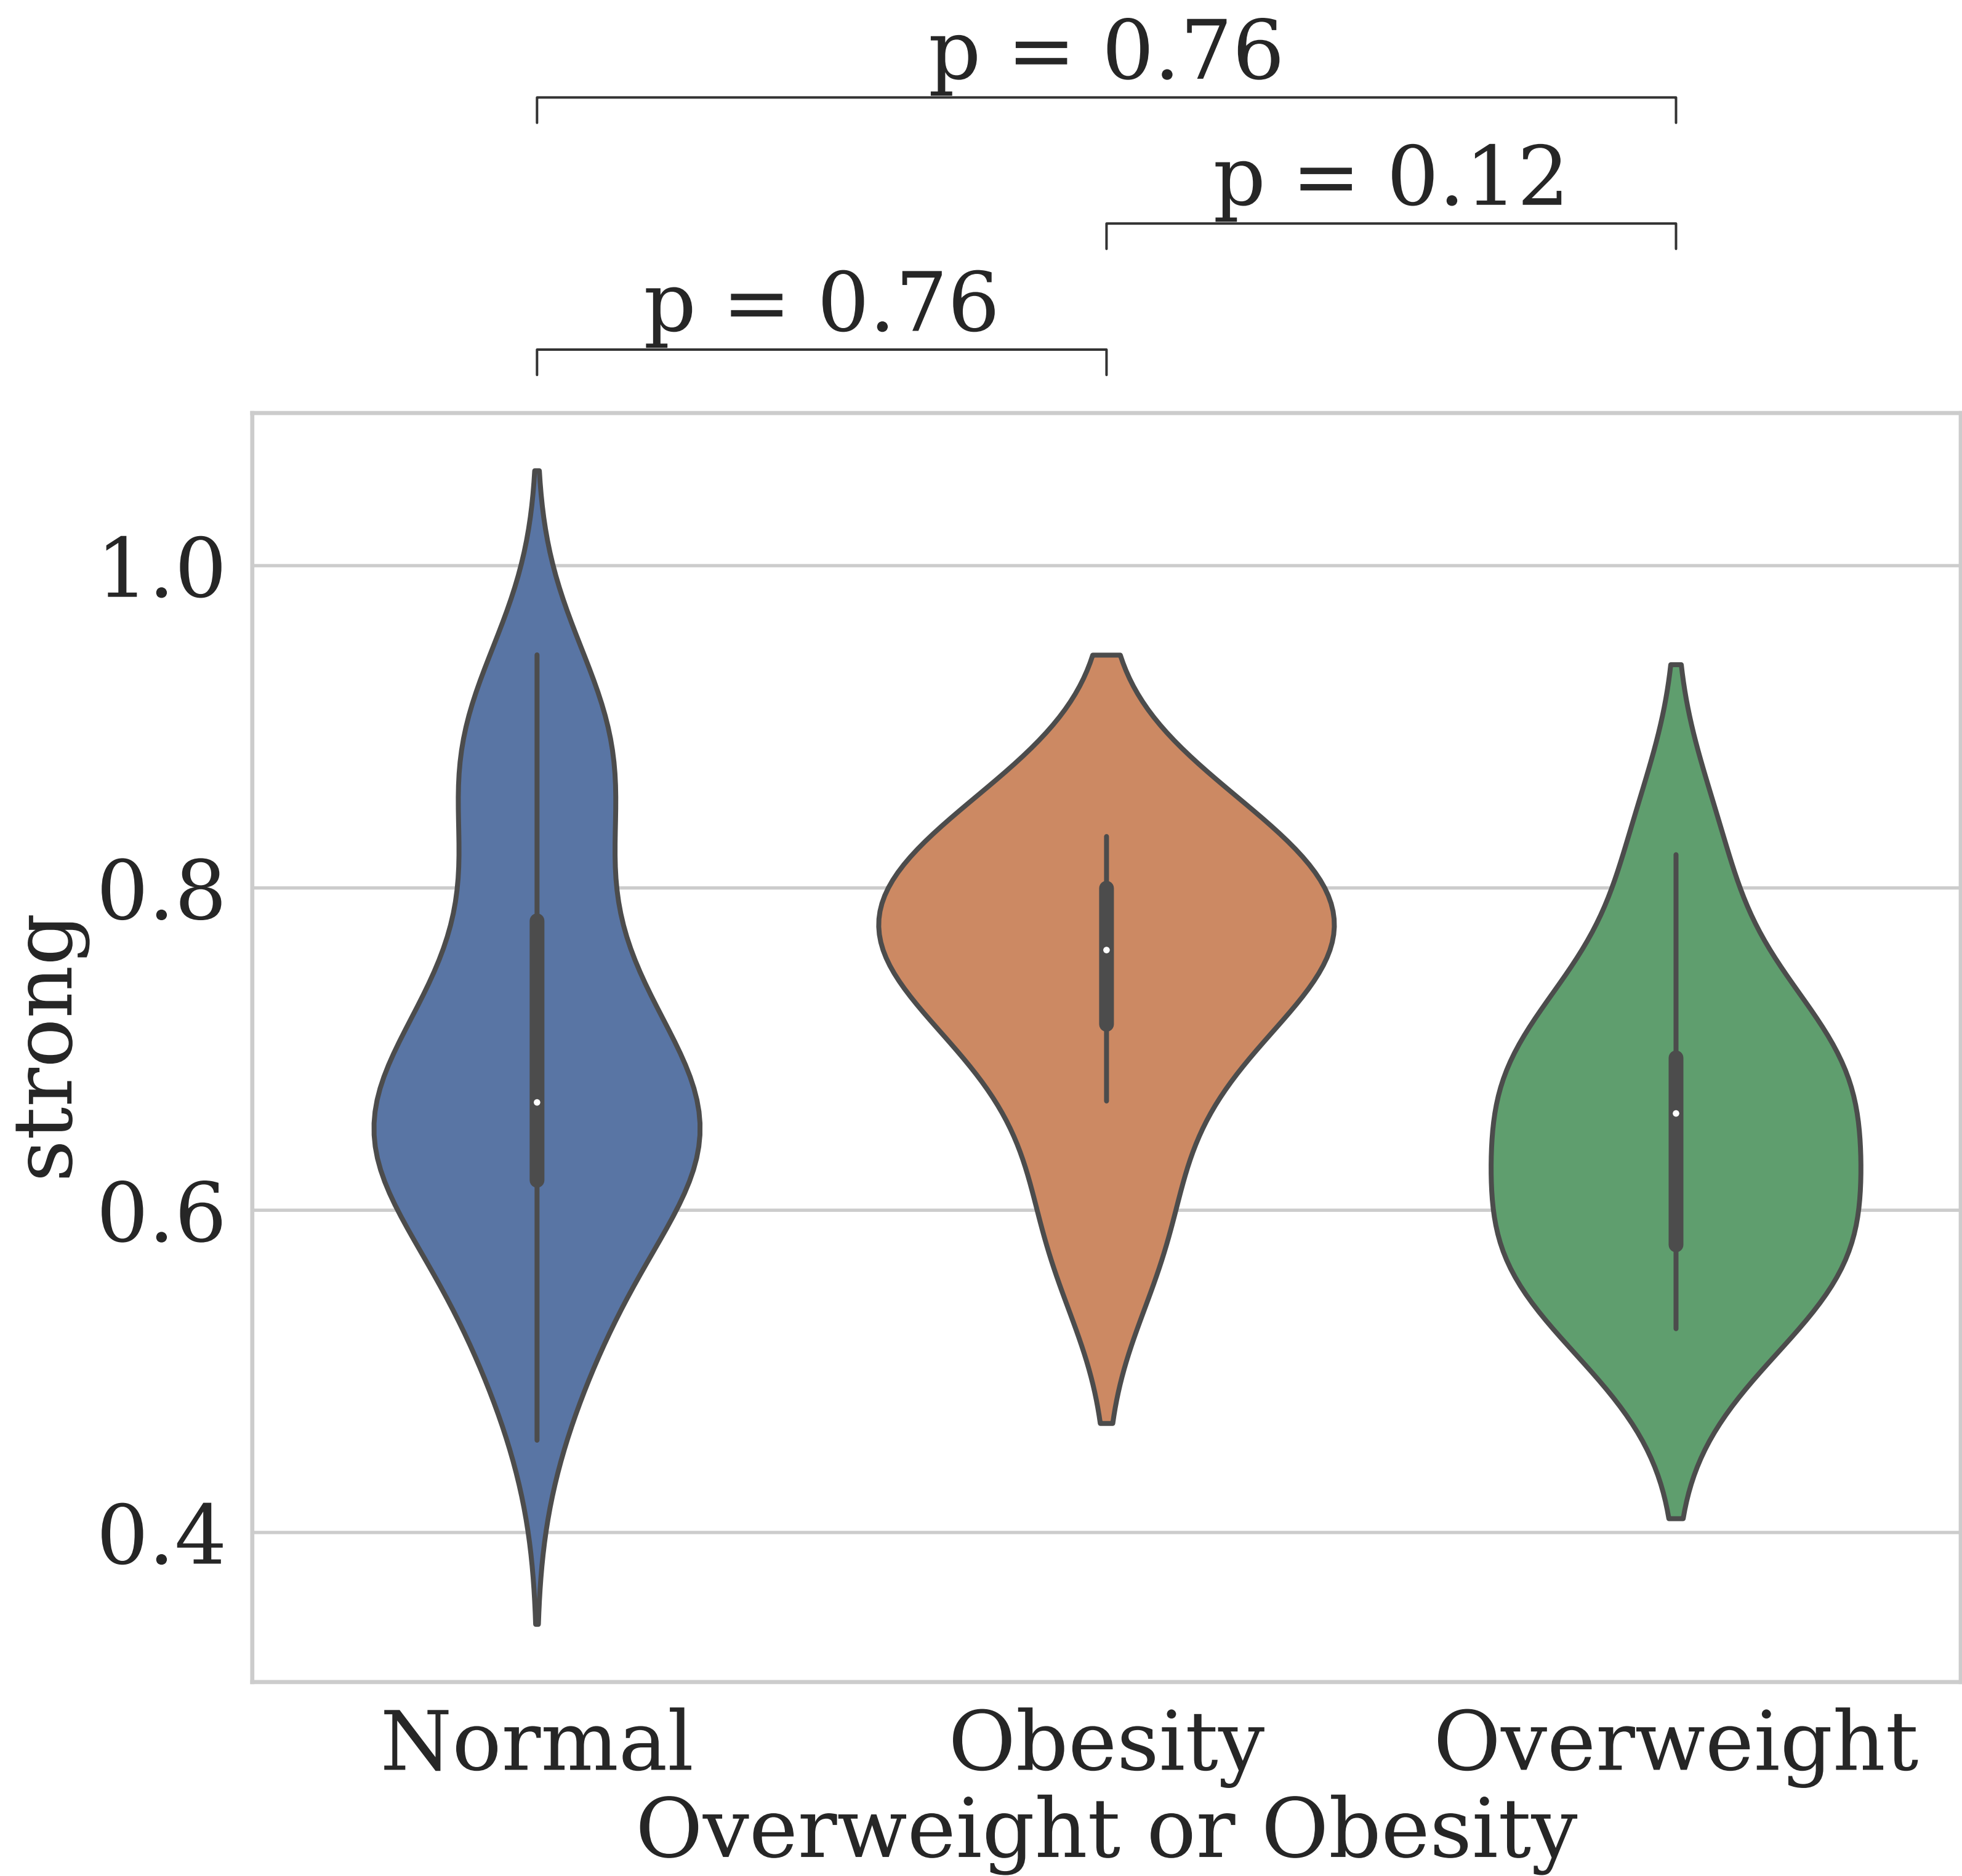 p = 0.76
p = 0.12
p = 0.76
1.0
0.8
0.6
0.4
strong
Normal Obesity Overweight
Overweight or Obesity